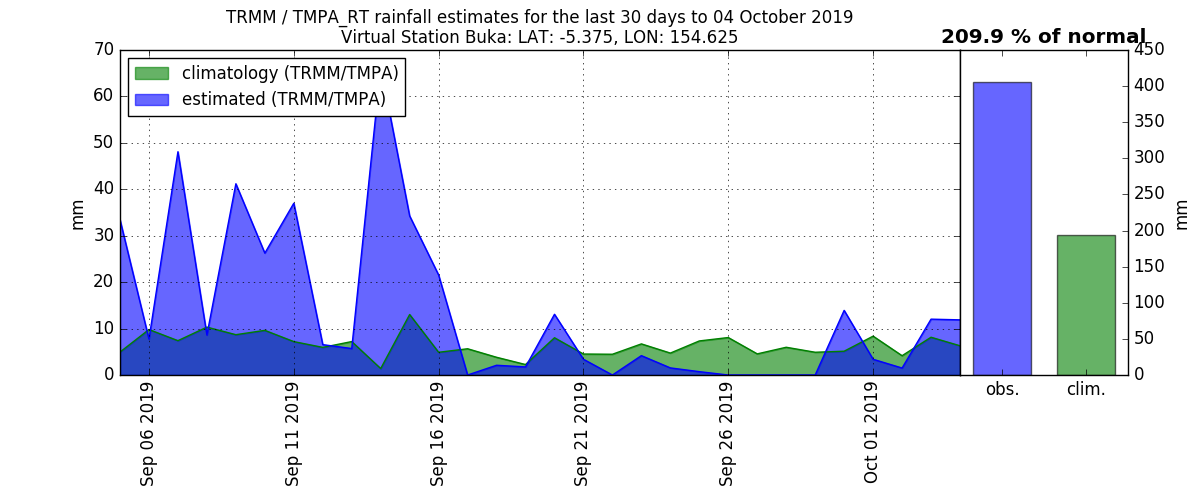 TRMM / TMPA_RT rainfall estimates for the last 30 days to 04 October 2019
Virtual Station Buka: LAT: -5.375, LON: 154.625
209.9 % of normal
climatology (TRMM/TMPA)
estimated (TRMM/TMPA)
70
60
50
40
30
20
10
0
mm
Sep 06 2019
Sep 11 2019
Sep 16 2019
Sep 21 2019
Sep 26 2019
Oct 01 2019
obs.
clim.
450
400
350
300
250
200
150
100
50
0
mm